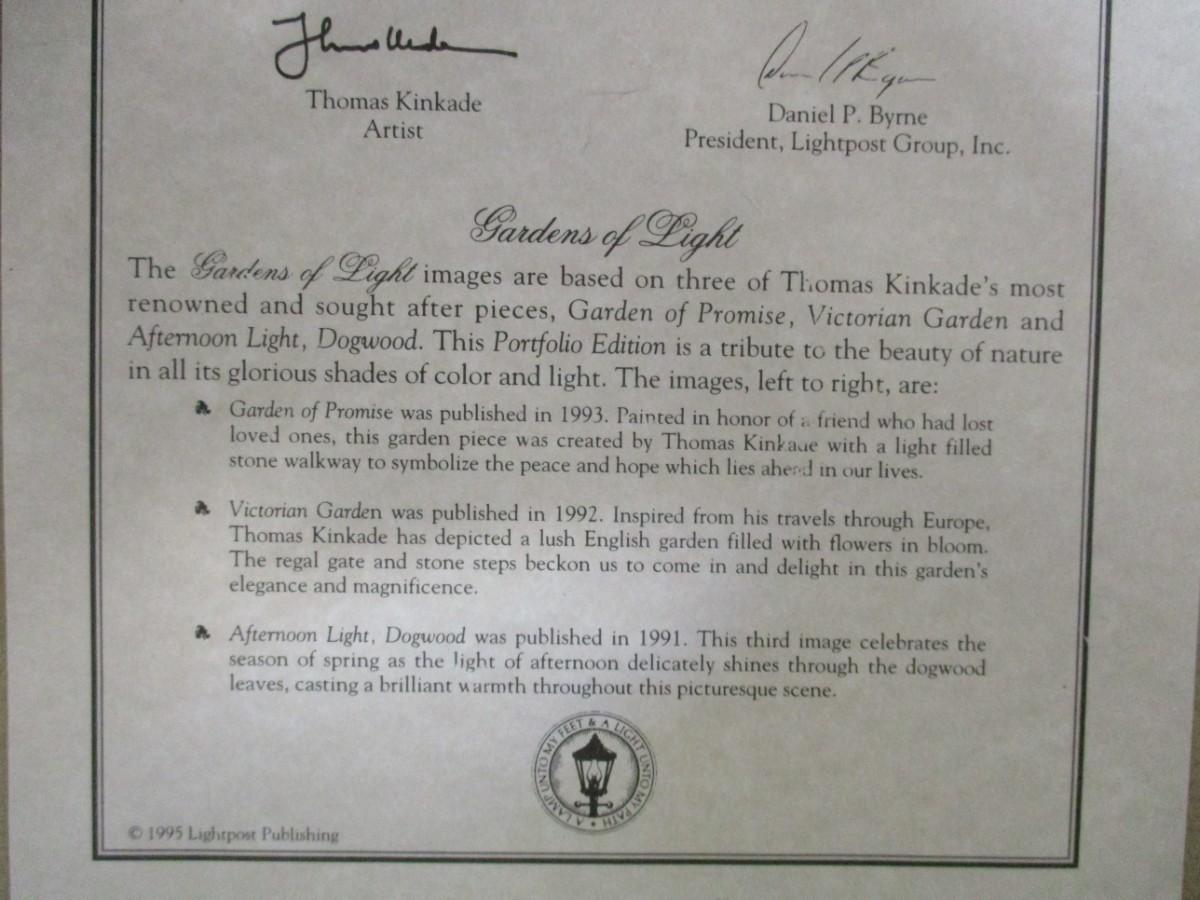 Thomas Kinkade
Artist
Daniel P. Byrne
President, Lightpost Group, Inc.
Gardens of Light
The Gardens of Light images are based on three of Thomas Kinkade's most
renowned and sought after pieces, Garden of Promise, Victorian Garden and
Afternoon Light, Dogwood. This Portfolio Edition is a tribute to the beauty of nature
in all its glorious shades of color and light. The images, left to right, are:
Garden of Promise was published in 1993. Painted in honor of a friend who had lost
loved ones, this garden piece was created by Thomas Kinkade with a light filled
stone walkway to symbolize the peace and hope which lies ahead in our lives.
Victorian Garden was published in 1992. Inspired from his travels through Europe,
Thomas Kinkade has depicted a lush English garden filled with flowers in bloom.
The regal gate and stone steps beckon us to come in and delight in this garden's
elegance and magnificence.
Afternoon Light, Dogwood was published in 1991. This third image celebrates the
season of spring as the light of afternoon delicately shines through the dogwood
leaves, casting a brilliant warmth throughout this picturesque scene.
A LAMP UNTO MY FEET & A LIGHT UNTO MY PATH •
© 1995 Lightpost Publishing